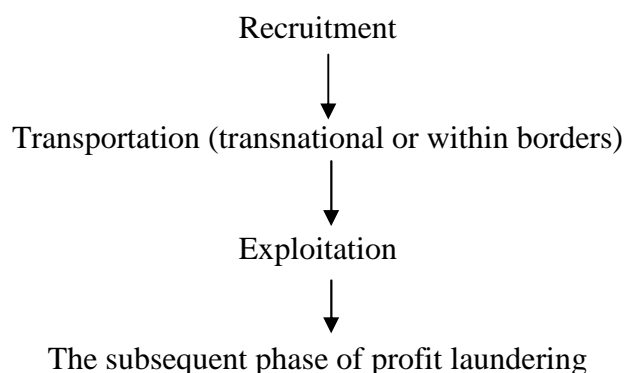 Recruitment
Transportation (transnational or within borders)
Exploitation
The subsequent phase of profit laundering